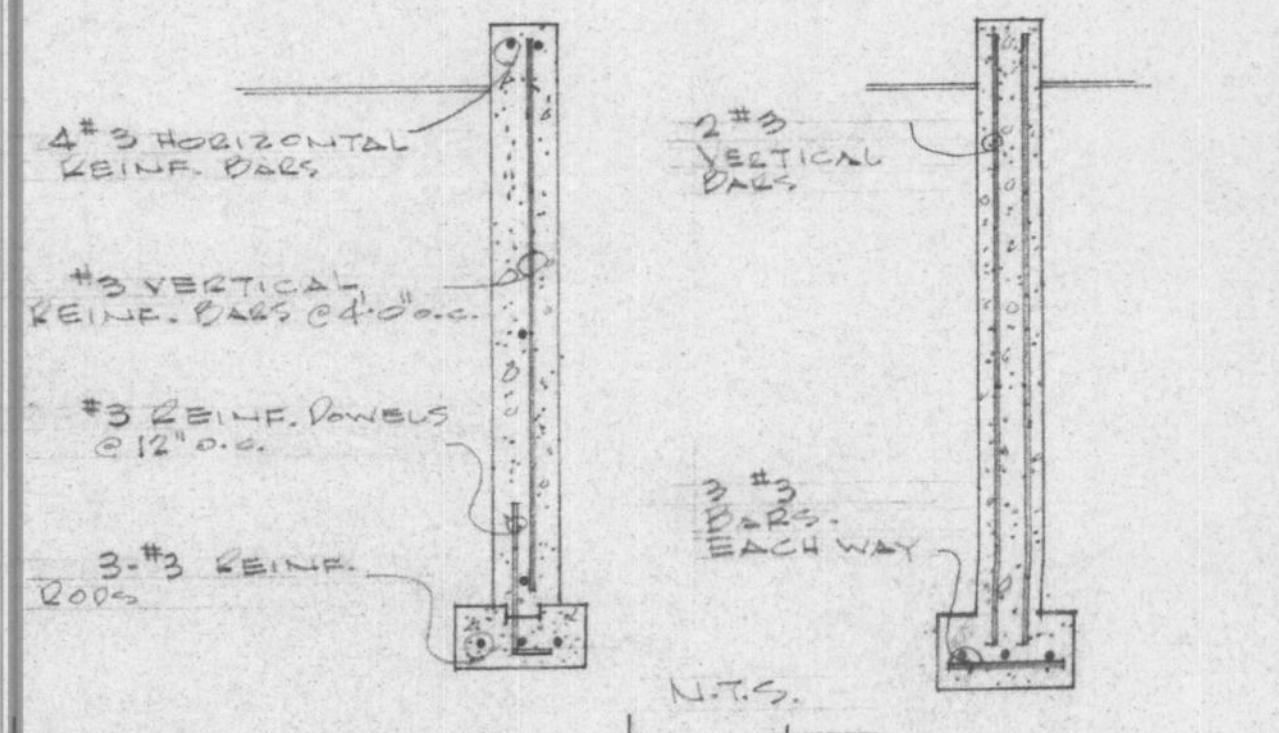 4 #3 HORIZONTAL
REINF. BARS
#3 VERTICAL
REINF. BARS @ 4'-0" o.c.
#3 REINF. DOWELS
@ 12" o.c.
3-#3 REINF.
RODS
2 #3
VERTICAL
BARS
3 #3
BARS.
EACH WAY
N.T.S.